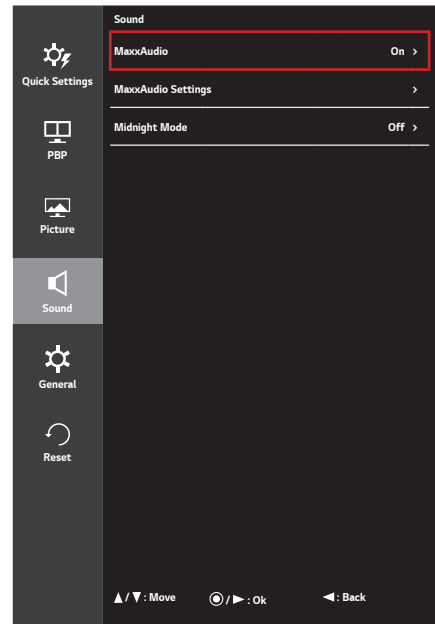 Sound
MaxxAudio On >
MaxxAudio Settings >
Midnight Mode Off >
Quick Settings
PBP
Picture
Sound
General
Reset
▲/▼: Move ◉/►: Ok ◄: Back